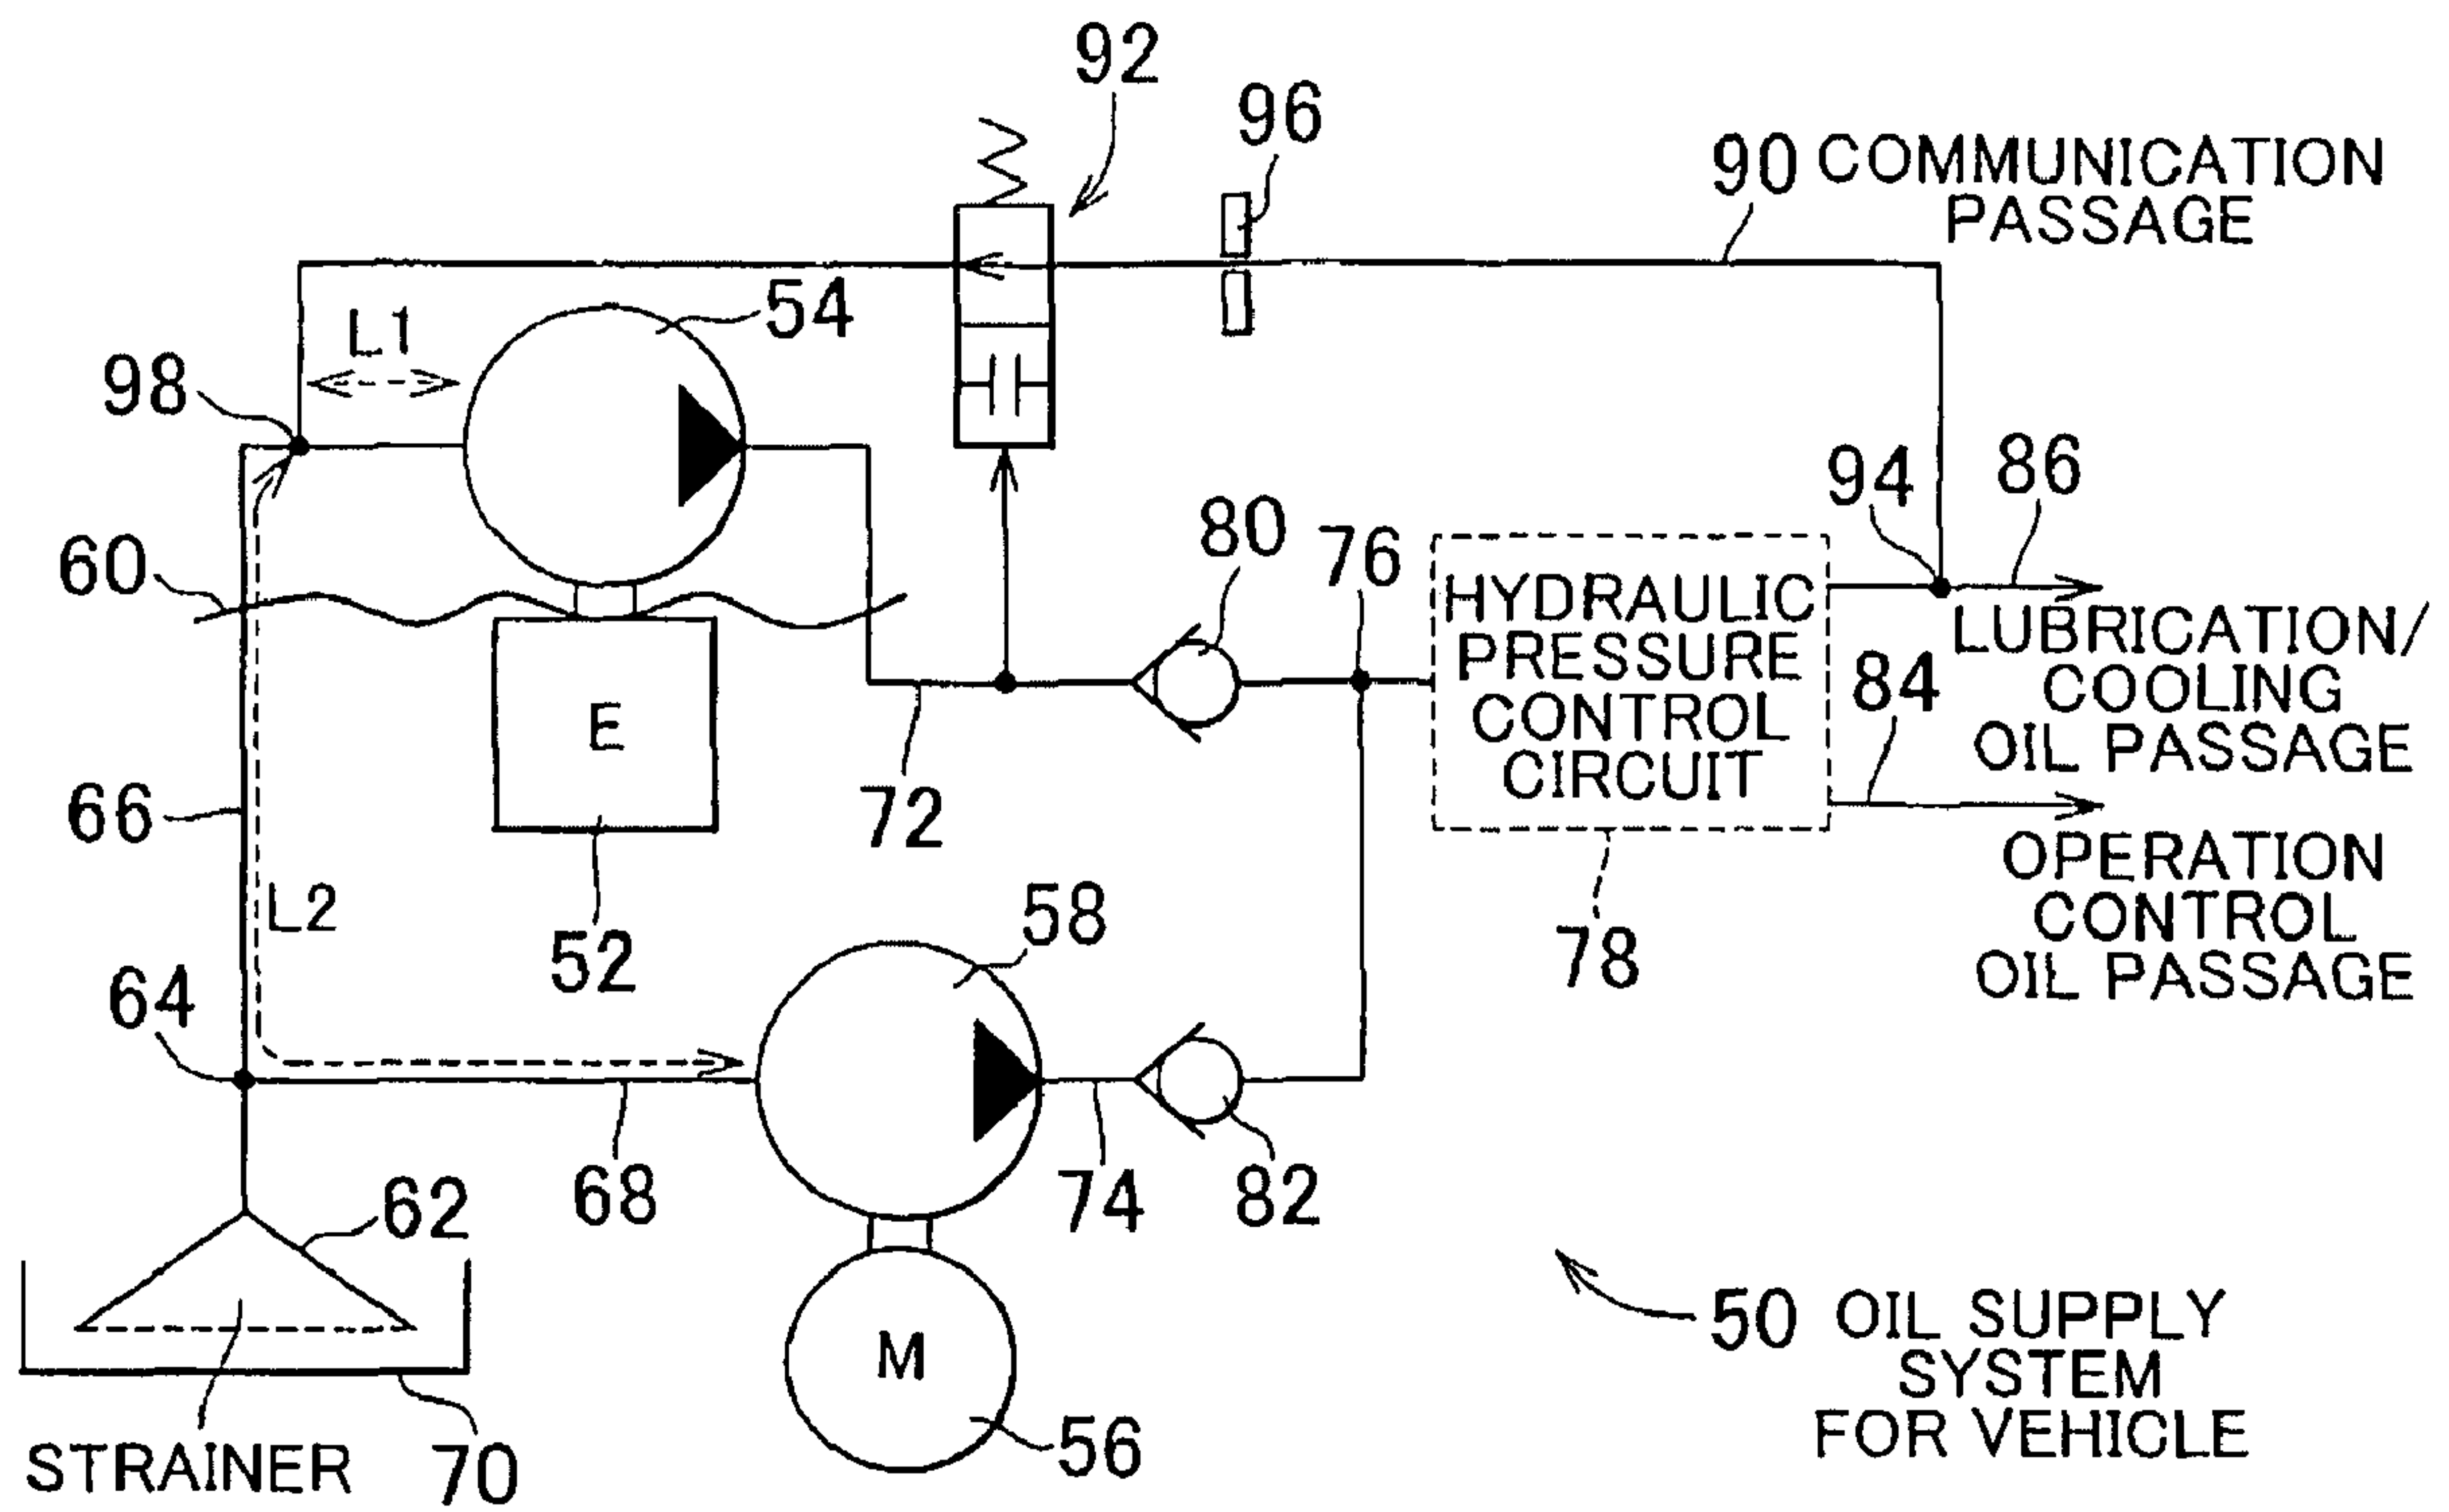 92
96
90 COMMUNICATION
PASSAGE
54
L1
98
94
86
80
76
60
HYDRAULIC
PRESSURE
CONTROL
CIRCUIT
LUBRICATION/
COOLING
OIL PASSAGE
84
E
72
66
OPERATION
CONTROL
OIL PASSAGE
L2
52
58
78
64
68
74
82
62
M
50 OIL SUPPLY
SYSTEM
FOR VEHICLE
56
STRAINER
70